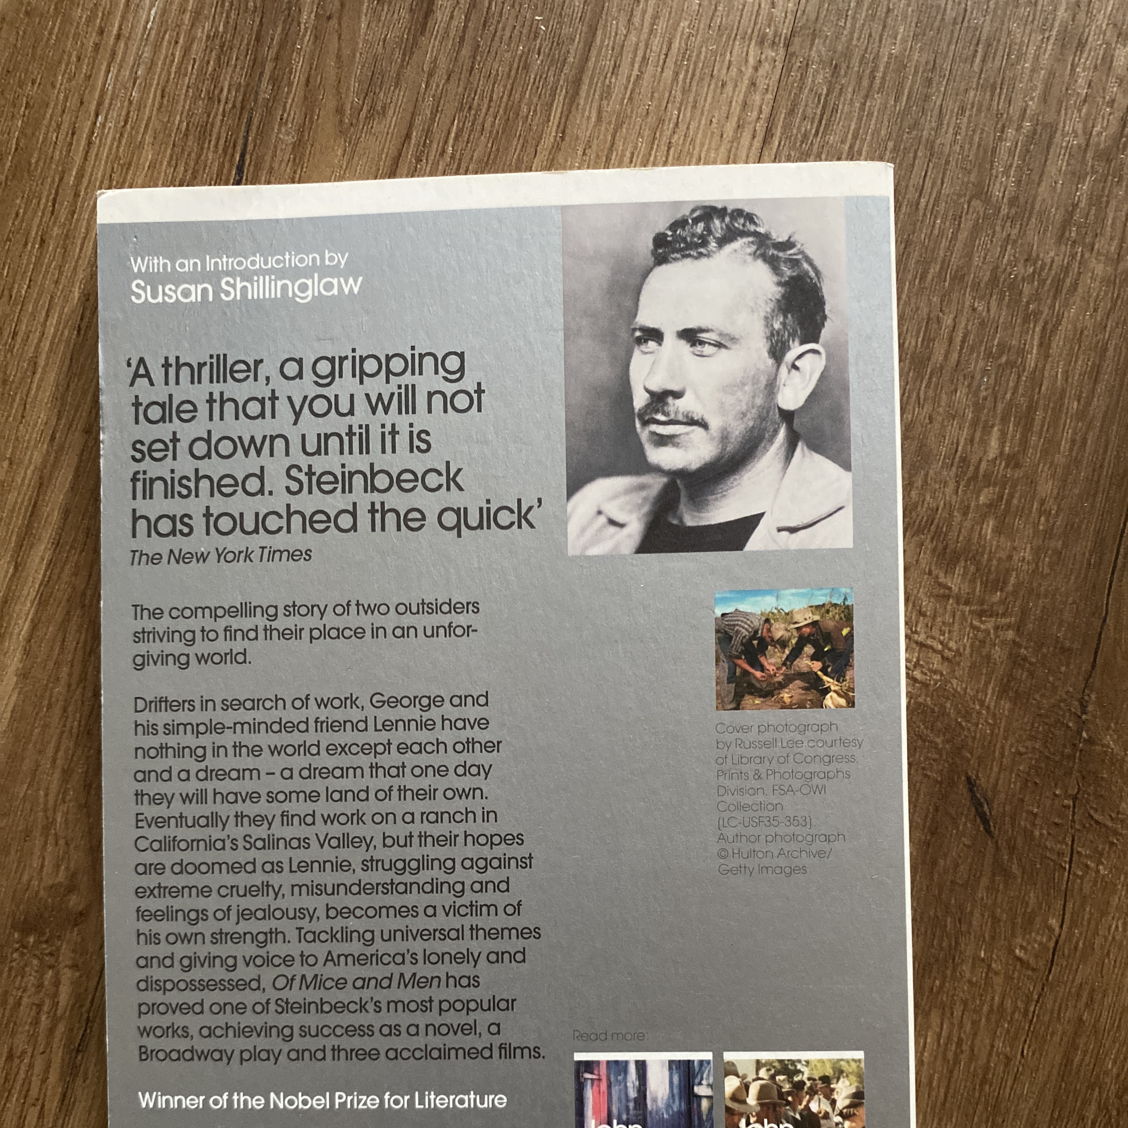 With an Introduction by
Susan Shillinglaw
‘A thriller, a gripping
tale that you will not
set down until it is
finished. Steinbeck
has touched the quick’
The New York Times
The compelling story of two outsiders
striving to find their place in an unfor-
giving world.
Drifters in search of work, George and
his simple-minded friend Lennie have
nothing in the world except each other
and a dream – a dream that one day
they will have some land of their own.
Eventually they find work on a ranch in
California’s Salinas Valley, but their hopes
are doomed as Lennie, struggling against
extreme cruelty, misunderstanding and
feelings of jealousy, becomes a victim of
his own strength. Tackling universal themes
and giving voice to America’s lonely and
dispossessed, Of Mice and Men has
proved one of Steinbeck’s most popular
works, achieving success as a novel, a
Broadway play and three acclaimed films.
Winner of the Nobel Prize for Literature
Cover photograph
by Russell Lee courtesy
of Library of Congress,
Prints & Photographs
Division, FSA-OWI
Collection
(LC-USF35-353)
Author photograph
© Hulton Archive/
Getty Images
Read more:
John
John